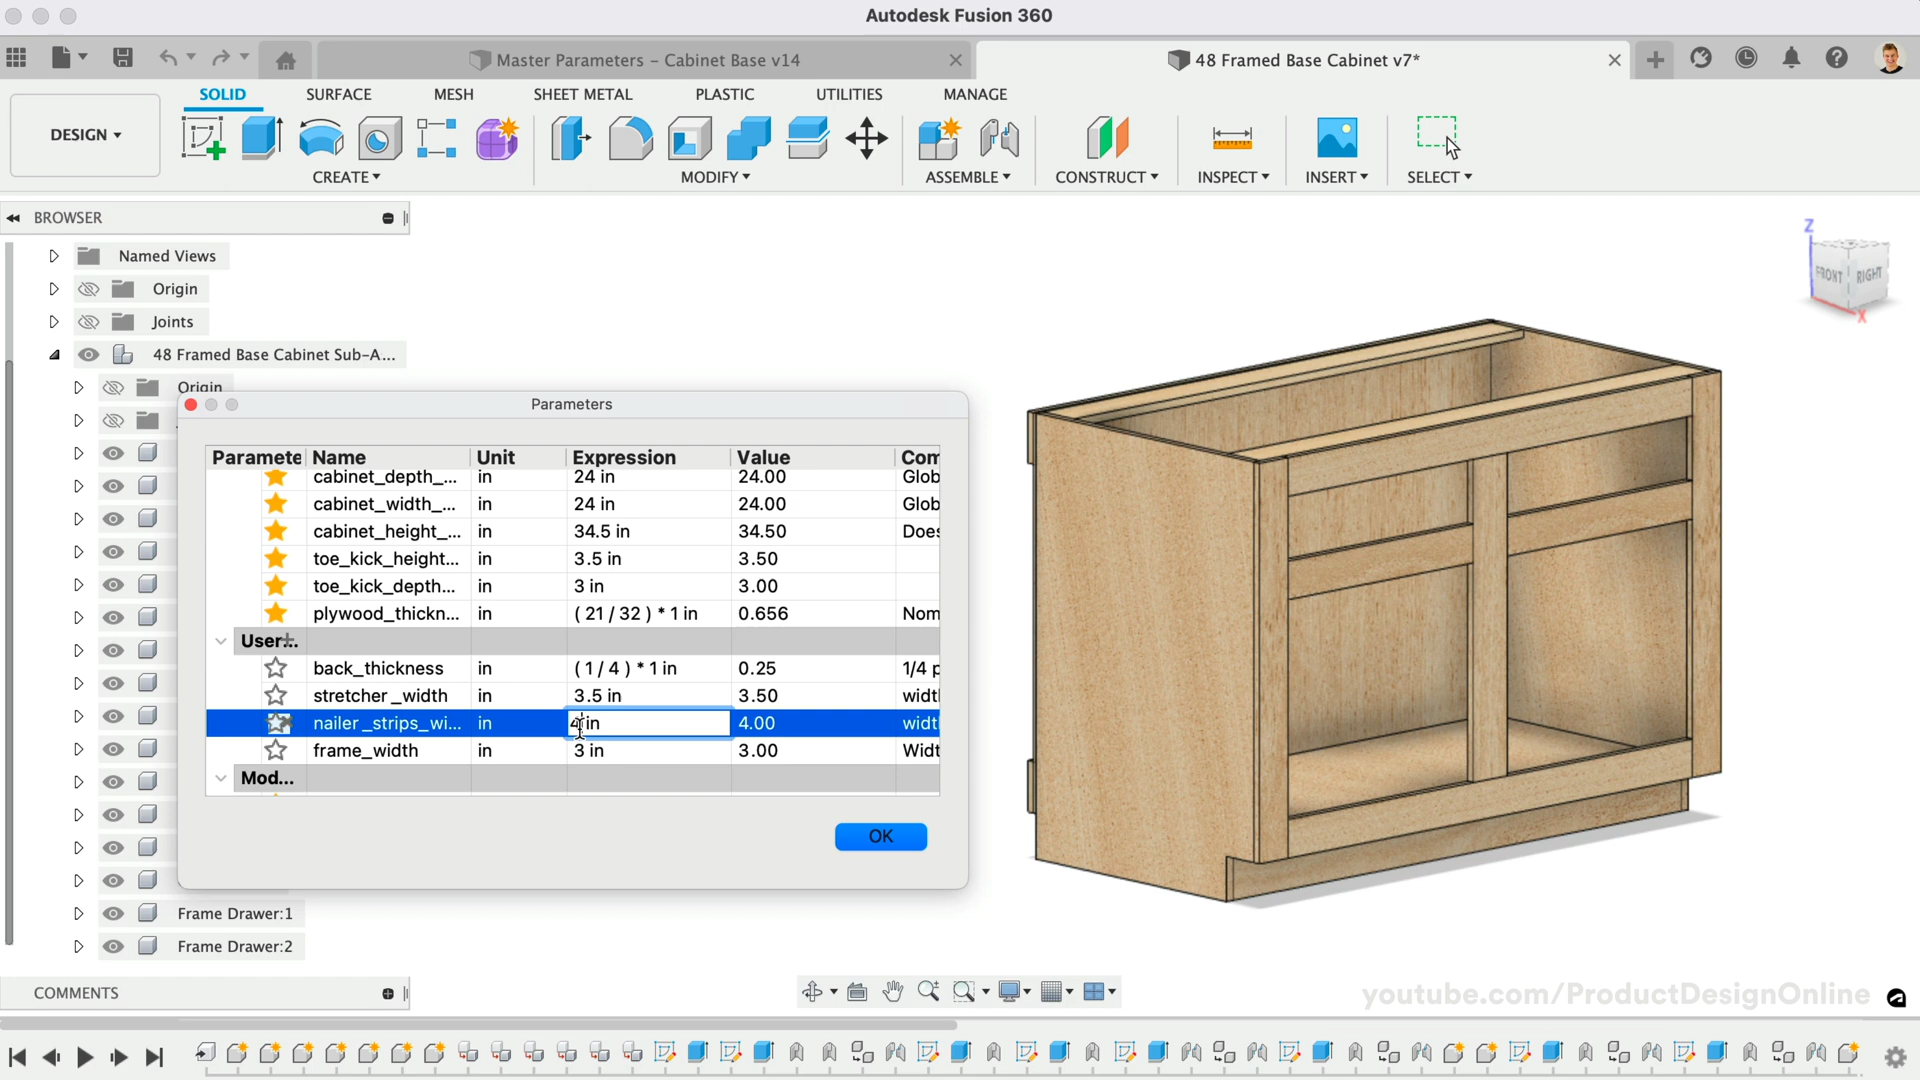 Autodesk Fusion 360
Master Parameters – Cabinet Base v14
48 Framed Base Cabinet v7*
SOLID SURFACE MESH SHEET METAL PLASTIC UTILITIES MANAGE
DESIGN
CREATE MODIFY ASSEMBLE CONSTRUCT INSPECT INSERT SELECT
BROWSER
Named Views
Origin
Joints
48 Framed Base Cabinet Sub-A...
Origin
Z
FRONT RIGHT
X
Parameters
Paramete Name Unit Expression Value Com
cabinet_depth_... in 24 in 24.00 Glob
cabinet_width_... in 24 in 24.00 Glob
cabinet_height_... in 34.5 in 34.50 Does
toe_kick_height... in 3.5 in 3.50
toe_kick_depth... in 3 in 3.00
plywood_thickn... in ( 21 / 32 ) * 1 in 0.656 Nom
User...
back_thickness in ( 1 / 4 ) * 1 in 0.25 1/4 p
stretcher_width in 3.5 in 3.50 widt
nailer_strips_wi... in 4 in 4.00 widt
frame_width in 3 in 3.00 Widt
Mod...
OK
Frame Drawer:1
Frame Drawer:2
COMMENTS
youtube.com/ProductDesignOnline